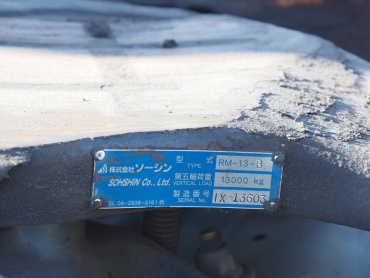 株式会社ソーシン
SOHSHIN Co., Ltd.
型式 TYPE RM-13-3
第五輪荷重 VERTICAL LOAD 13000 kg
製造番号 SERIAL No. IX 13603